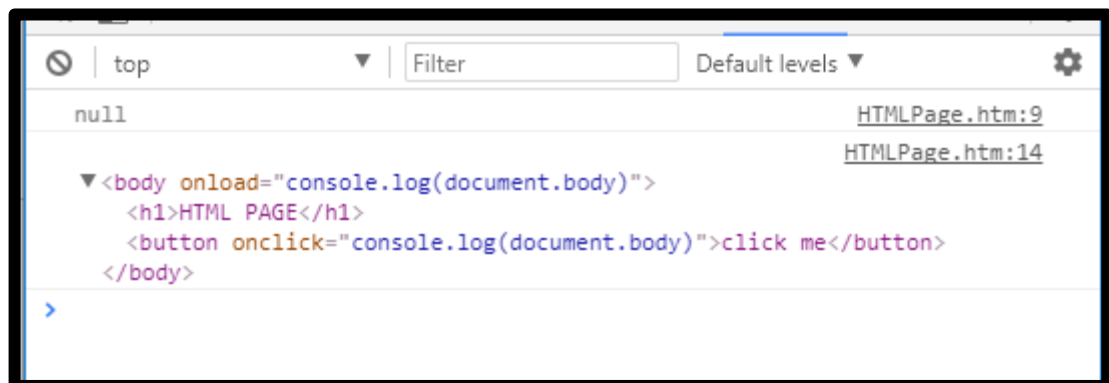 top Filter Default levels
null HTMLPage.htm:9
HTMLPage.htm:14
<body onload="console.log(document.body)">
<h1>HTML PAGE</h1>
<button onclick="console.log(document.body)">click me</button>
</body>